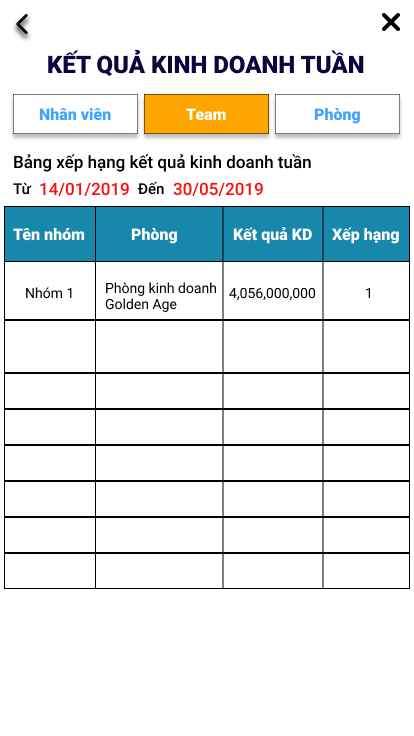 KẾT QUẢ KINH DOANH TUẦN
Nhân viên Team Phòng
Bảng xếp hạng kết quả kinh doanh tuần
Từ 14/01/2019 Đến 30/05/2019
Tên nhóm Phòng Kết quả KD Xếp hạng
Nhóm 1 Phòng kinh doanh 4,056,000,000 1
Golden Age